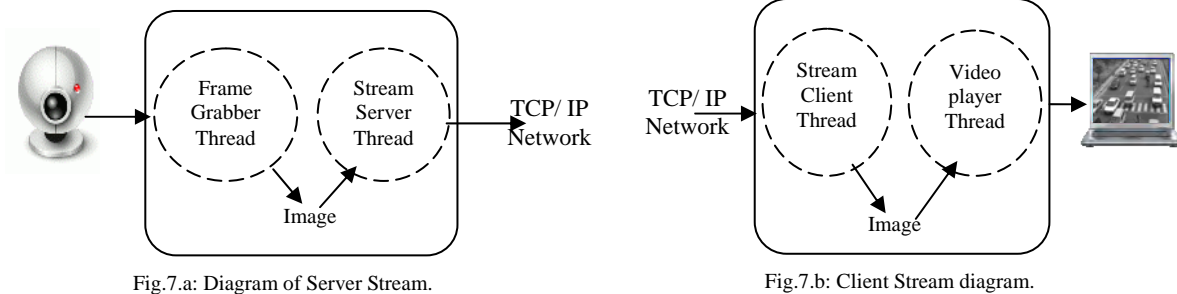 Frame
Grabber
Thread
Stream
Server
Thread
Image
TCP/ IP
Network
Fig.7.a: Diagram of Server Stream.
TCP/ IP
Network
Stream
Client
Thread
Video
player
Thread
Image
Fig.7.b: Client Stream diagram.